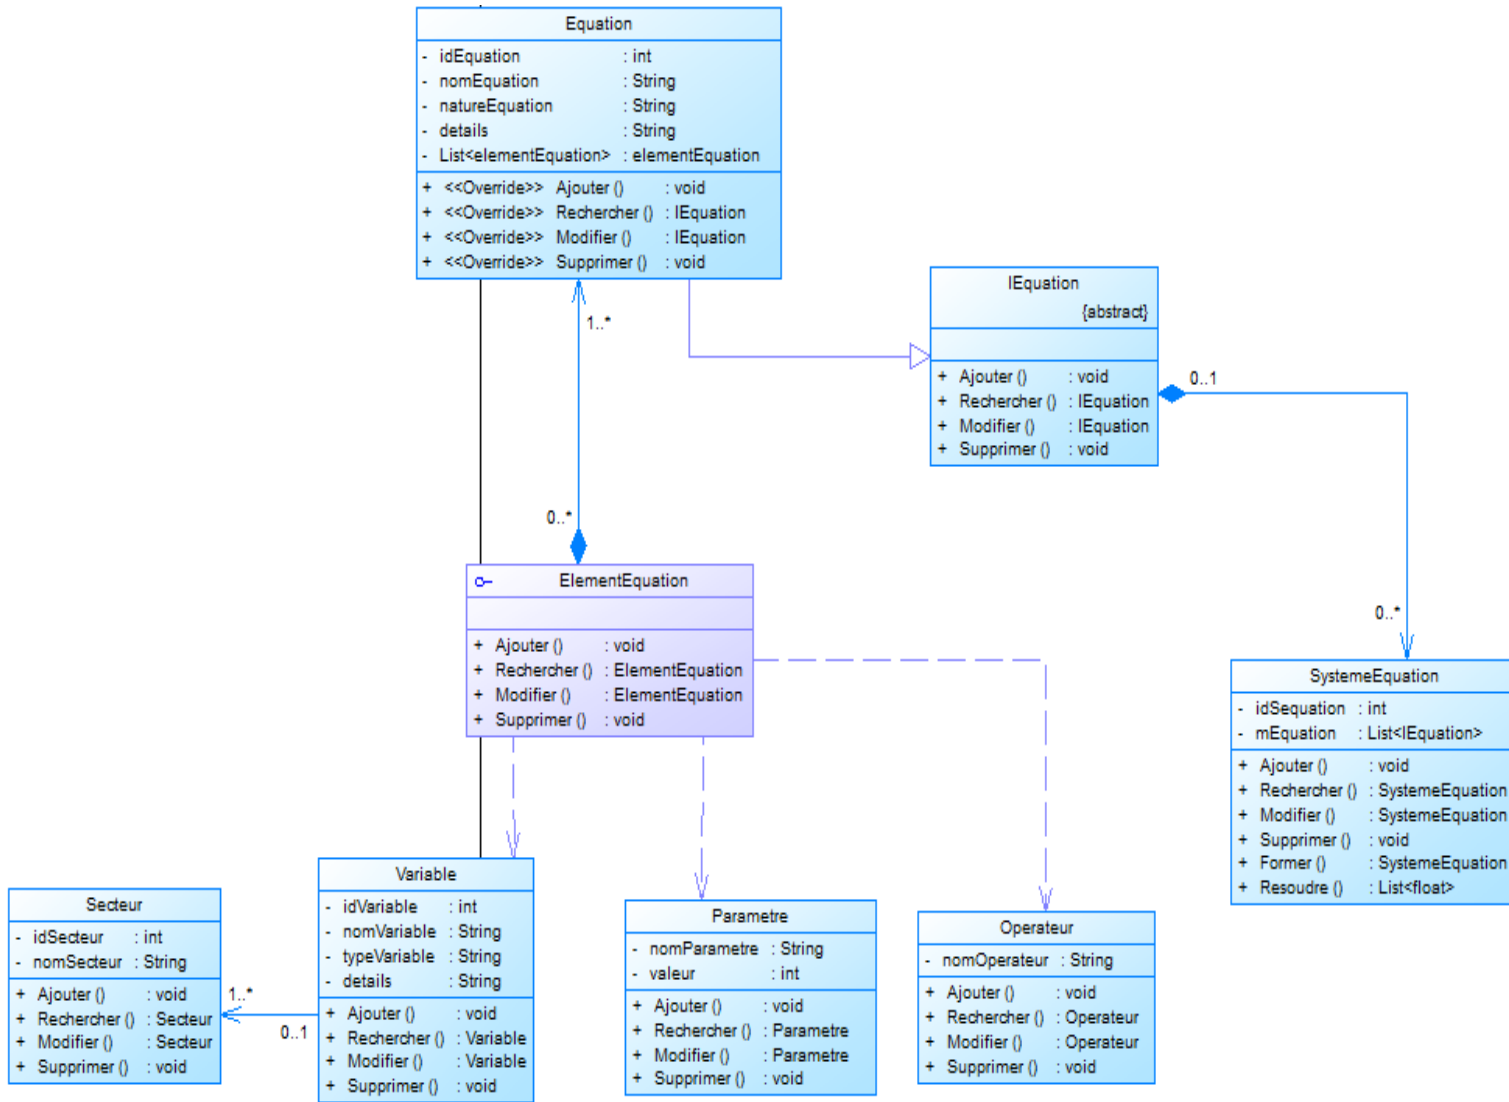 Equation
- idEquation : int
- nomEquation : String
- natureEquation : String
- details : String
- List<elementEquation> : elementEquation
+ <<Override>> Ajouter () : void
+ <<Override>> Rechercher () : IEquation
+ <<Override>> Modifier () : IEquation
+ <<Override>> Supprimer () : void
1..*
0..*
IEquation
{abstract}
+ Ajouter () : void
+ Rechercher () : IEquation
+ Modifier () : IEquation
+ Supprimer () : void
0..1
0..*
ElementEquation
+ Ajouter () : void
+ Rechercher () : ElementEquation
+ Modifier () : ElementEquation
+ Supprimer () : void
SystemeEquation
- idSequation : int
- mEquation : List<IEquation>
+ Ajouter () : void
+ Rechercher () : SystemeEquation
+ Modifier () : SystemeEquation
+ Supprimer () : void
+ Former () : SystemeEquation
+ Resoudre () : List<float>
Secteur
- idSecteur : int
- nomSecteur : String
+ Ajouter () : void
+ Rechercher () : Secteur
+ Modifier () : Secteur
+ Supprimer () : void
1..*
0..1
Variable
- idVariable : int
- nomVariable : String
- typeVariable : String
- details : String
+ Ajouter () : void
+ Rechercher () : Variable
+ Modifier () : Variable
+ Supprimer () : void
Parametre
- nomParametre : String
- valeur : int
+ Ajouter () : void
+ Rechercher () : Parametre
+ Modifier () : Parametre
+ Supprimer () : void
Operateur
- nomOperateur : String
+ Ajouter () : void
+ Rechercher () : Operateur
+ Modifier () : Operateur
+ Supprimer () : void